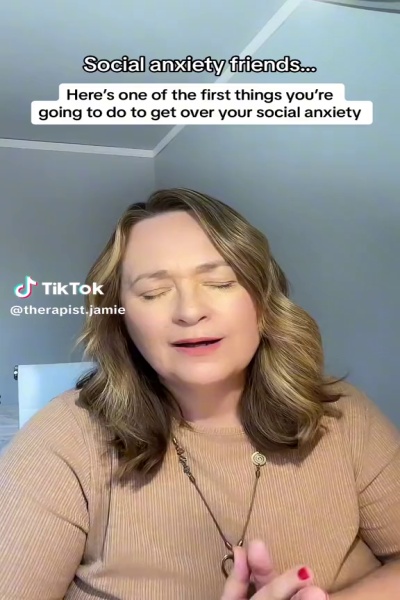 Social anxiety friends...
Here's one of the first things you're
going to do to get over your social anxiety
TikTok
@therapist.jamie